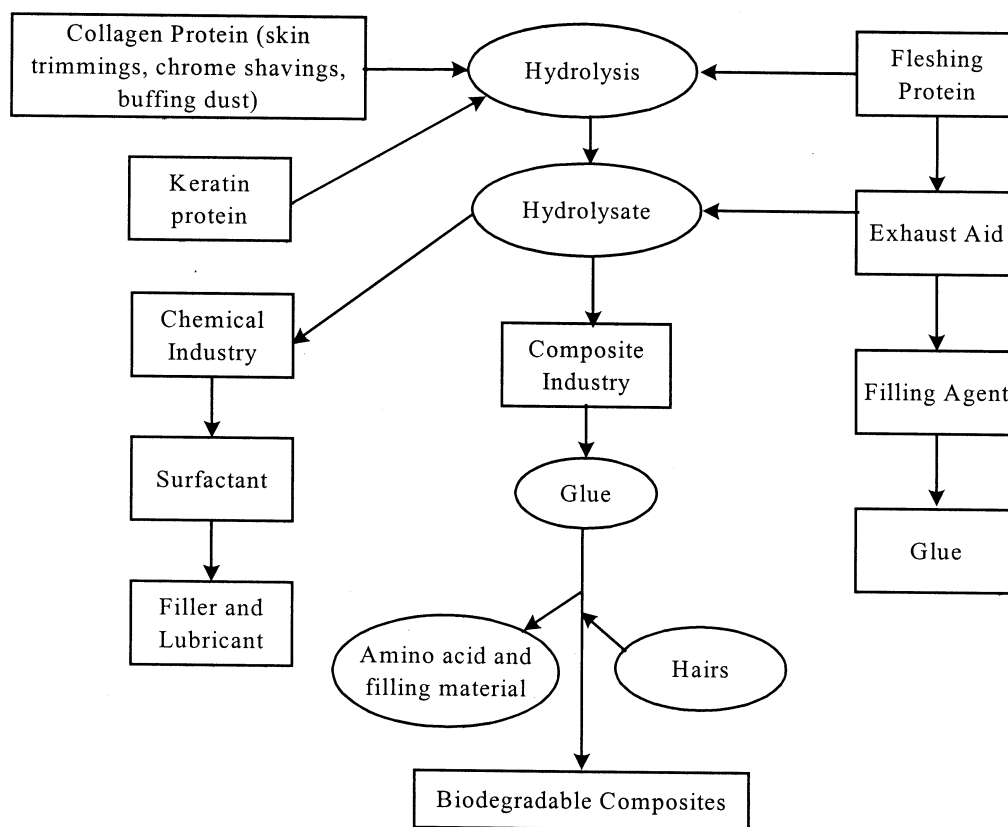 Collagen Protein (skin
trimmings, chrome shavings,
buffing dust)
Hydrolysis
Fleshing
Protein
Keratin
protein
Hydrolysate
Exhaust Aid
Chemical
Industry
Composite
Industry
Filling Agent
Surfactant
Glue
Glue
Filler and
Lubricant
Amino acid and
filling material
Hairs
Biodegradable Composites